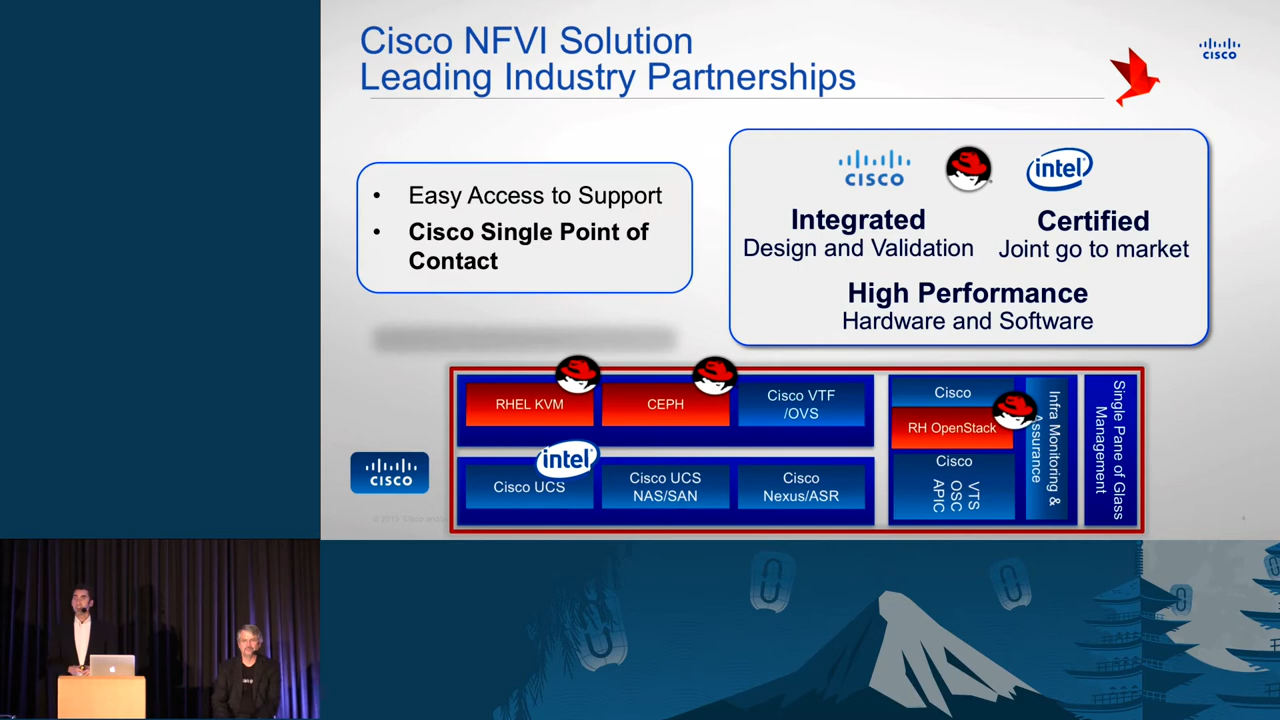 Cisco NFVI Solution
Leading Industry Partnerships
CISCO
• Easy Access to Support
• Cisco Single Point of
Contact
CISCO
intel
Integrated
Design and Validation
Certified
Joint go to market
High Performance
Hardware and Software
RHEL KVM
CEPH
Cisco VTF
/OVS
intel
Cisco UCS
Cisco UCS
NAS/SAN
Cisco
Nexus/ASR
CISCO
Cisco
RH OpenStack
Cisco
VTS
OSC
APIC
Infra Monitoring &
Assurance
Single Pane of Glass
Management
© 2015 Cisco and